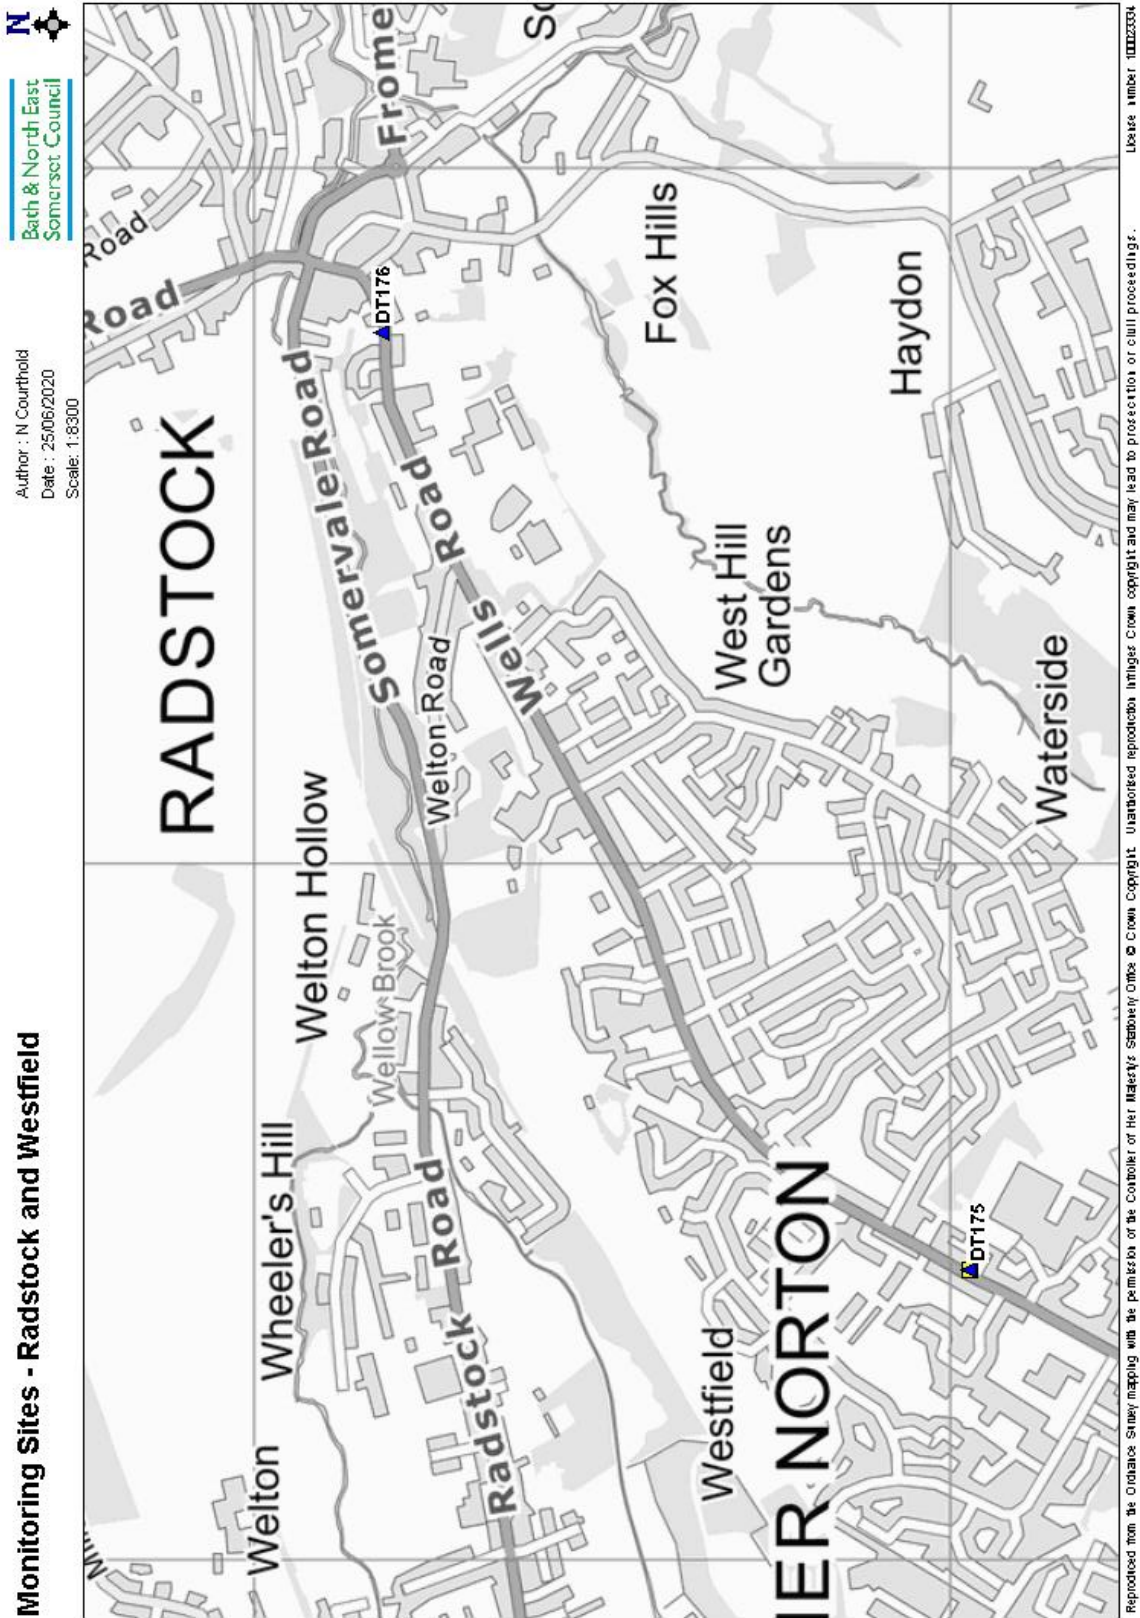 Monitoring Sites - Radstock and Westfield
Author : N Courthold
Date : 25/06/2020
Scale: 1:8300
Bath & North East
Somerset Council
N
RADSTOCK
Road
Road
Frome
Welton
Wheeler's Hill
Welton Hollow
Wellow Brook
Somervale Road
DT176
Radstock Road
Welton Road
Wells Road
Fox Hills
Westfield
West Hill
Gardens
ER NORTON
Haydon
DT175
Waterside
Reproduced from the Ordnance Survey mapping with the permission of the Controller of Her Majesty's Stationery Office © Crown Copyright. Unauthorised reproduction infringes Crown copyright and may lead to prosecution or civil proceedings. License number 100023334